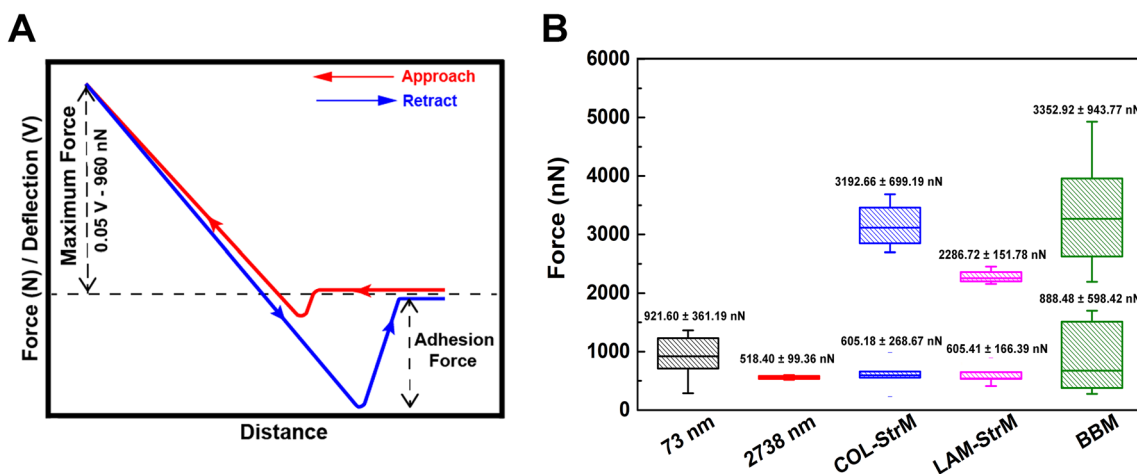 A
Approach
Retract
Force (N) / Deflection (V)
Maximum Force
0.05 V - 960 nN
Adhesion
Force
Distance
B
Force (nN)
6000
5000
4000
3000
2000
1000
0
3352.92 ± 943.77 nN
3192.66 ± 699.19 nN
2286.72 ± 151.78 nN
888.48 ± 598.42 nN
921.60 ± 361.19 nN
518.40 ± 99.36 nN
605.18 ± 268.67 nN
605.41 ± 166.39 nN
73 nm
2738 nm
COL-StrM
LAM-StrM
BBM